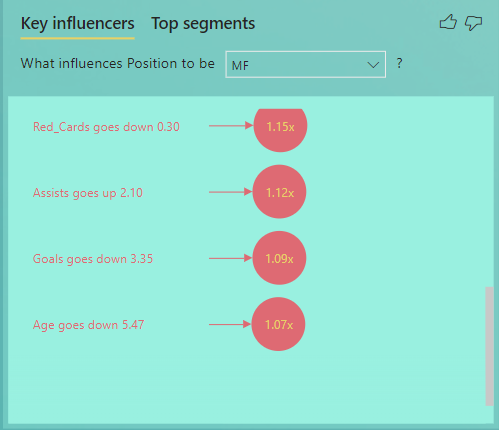 Key influencers Top segments
What influences Position to be MF ?
Red_Cards goes down 0.30 1.15x
Assists goes up 2.10 1.12x
Goals goes down 3.35 1.09x
Age goes down 5.47 1.07x